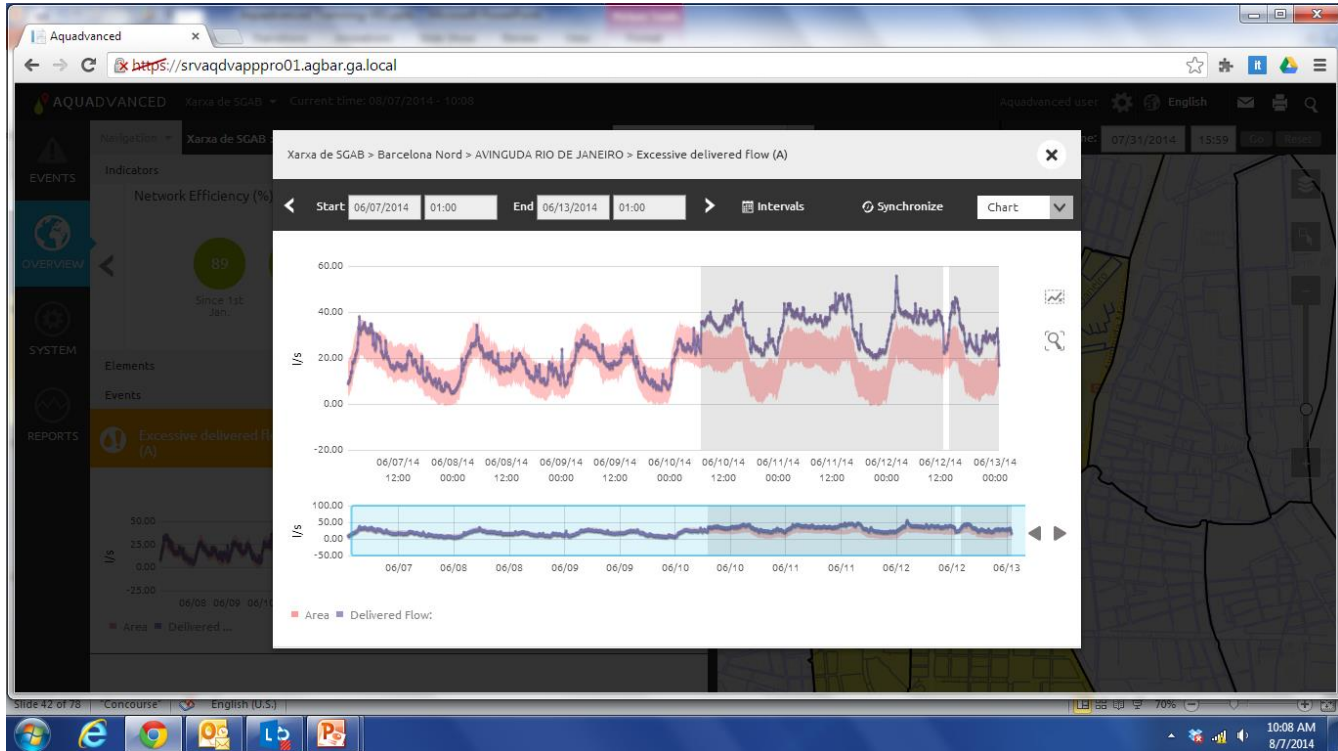 Aquadvanced
https://srvaqdvapppro01.agbar.ga.local
AQUADVANCED Xarxa de SGAB Current time: 08/07/2014 - 10:08 Aquadvanced user English
Navigation Xarxa de SGAB 07/31/2014 15:59 Go Reset
EVENTS
OVERVIEW
SYSTEM
REPORTS
Indicators
Network Efficiency (%)
89
Since 1st
Jan.
Elements
Events
Excessive delivered fl
(A)
50.00
25.00
0.00
-25.00
l/s
06/08 06/09 06/10
Area Delivered ...
Xarxa de SGAB > Barcelona Nord > AVINGUDA RIO DE JANEIRO > Excessive delivered flow (A)
Start 06/07/2014 01:00 End 06/13/2014 01:00 Intervals Synchronize Chart
60.00
40.00
20.00
0.00
-20.00
l/s
06/07/14 06/08/14 06/08/14 06/09/14 06/09/14 06/10/14 06/10/14 06/11/14 06/11/14 06/12/14 06/12/14 06/13/14
12:00 00:00 12:00 00:00 12:00 00:00 12:00 00:00 12:00 00:00 12:00 00:00
100.00
50.00
0.00
-50.00
l/s
06/07 06/08 06/08 06/09 06/09 06/10 06/10 06/11 06/11 06/12 06/12 06/13
Area Delivered Flow:
Slide 42 of 78 "Concourse" English (U.S.) 70%
10:08 AM
8/7/2014